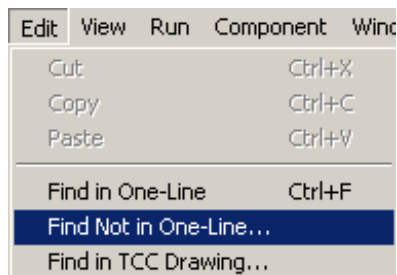 Edit View Run Component Wind
Cut Ctrl+X
Copy Ctrl+C
Paste Ctrl+V
Find in One-Line Ctrl+F
Find Not in One-Line...
Find in TCC Drawing...